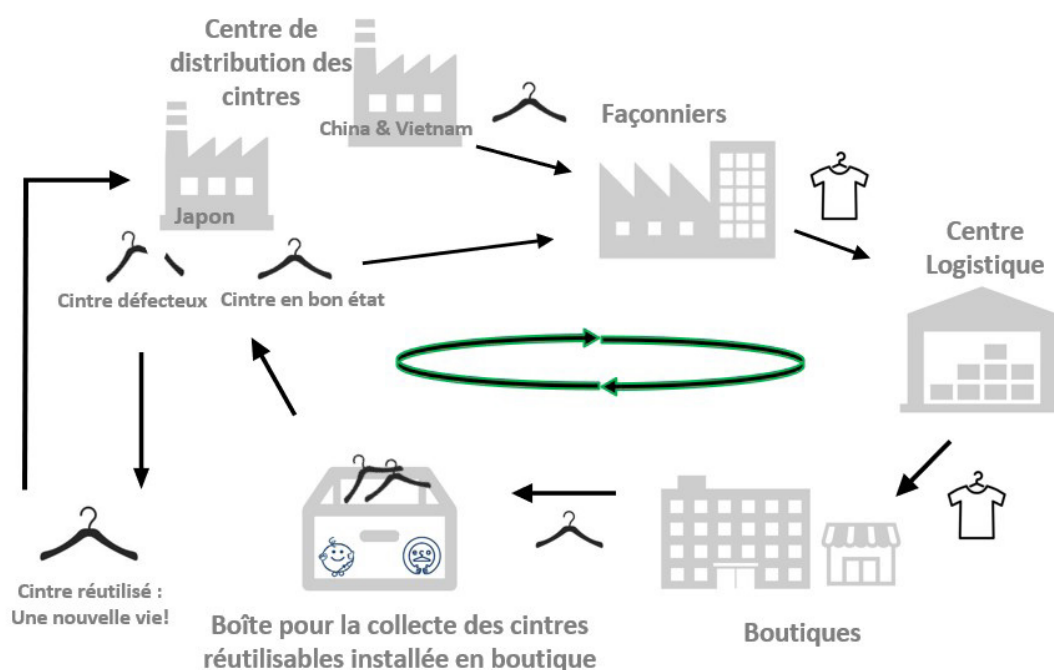 Centre de
distribution des
cintres
China & Vietnam
Façonniers
Japon
Centre
Logistique
Cintre défecteux
Cintre en bon état
Cintre réutilisé :
Une nouvelle vie!
Boîte pour la collecte des cintres
réutilisables installée en boutique
Boutiques